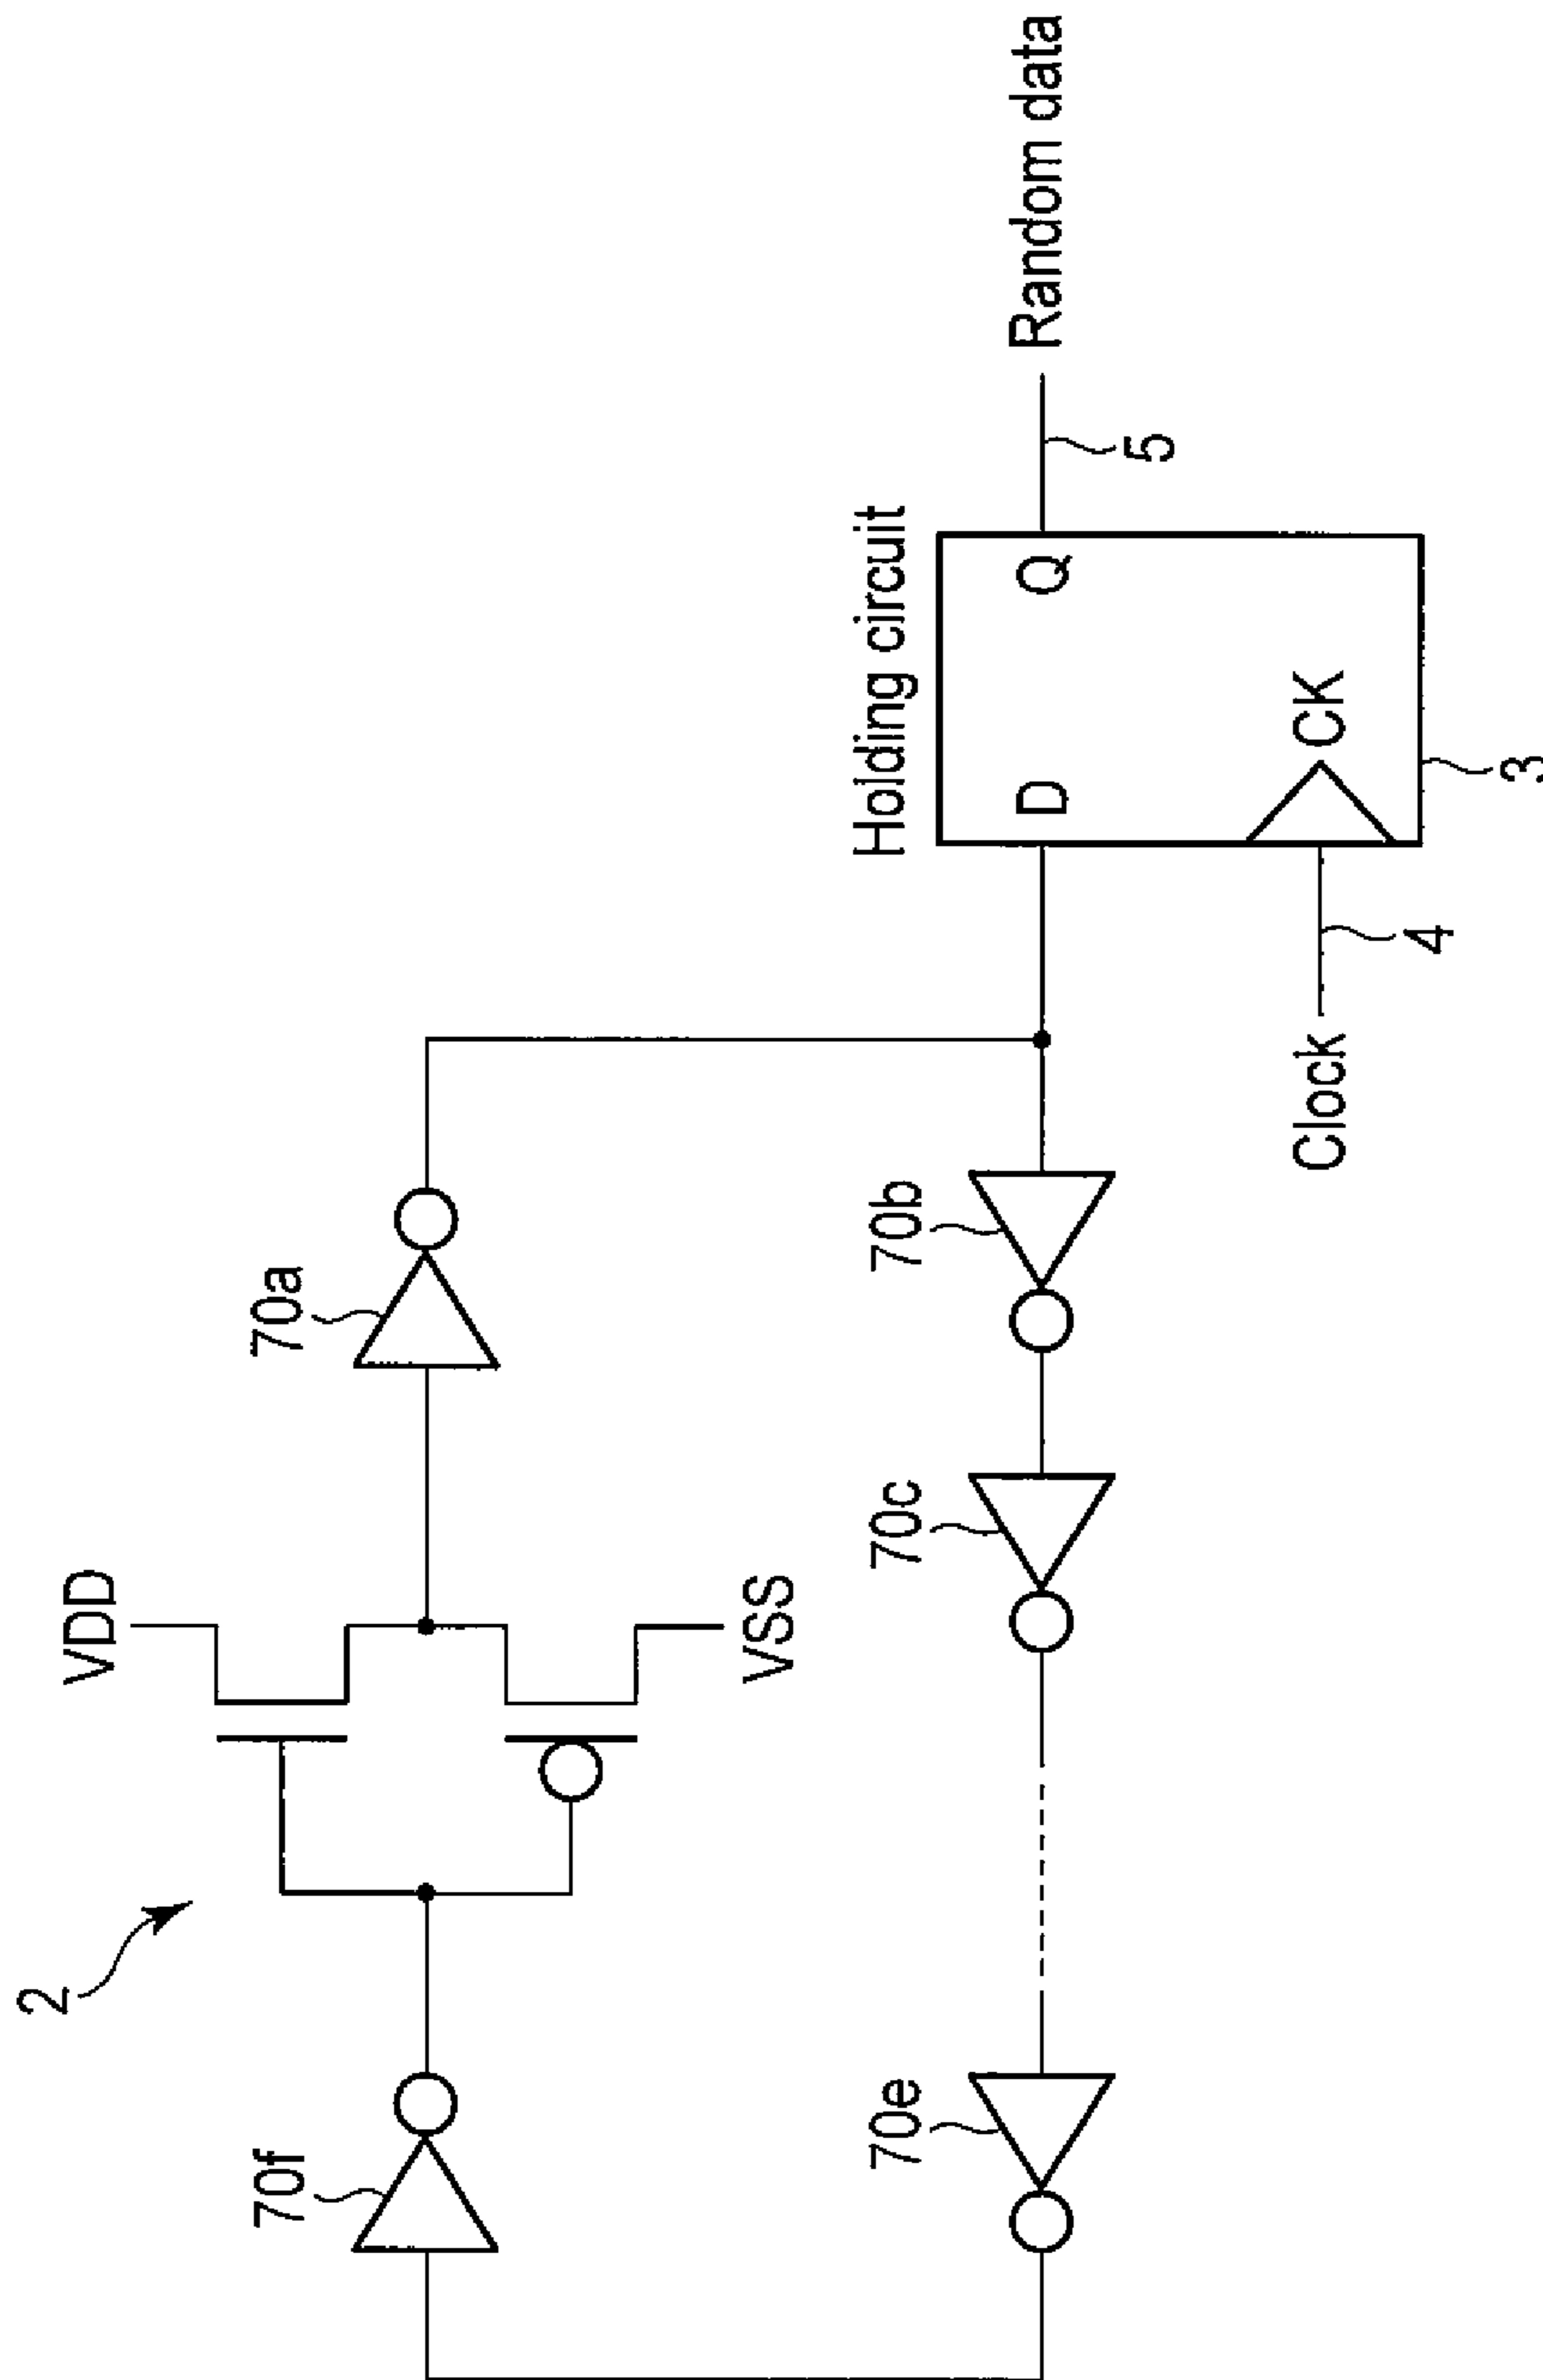 2
VDD
70f
70a
VSS
Holding circuit
70e
70c
70b
D
Q
Random data
5
Clock
4
CK
3